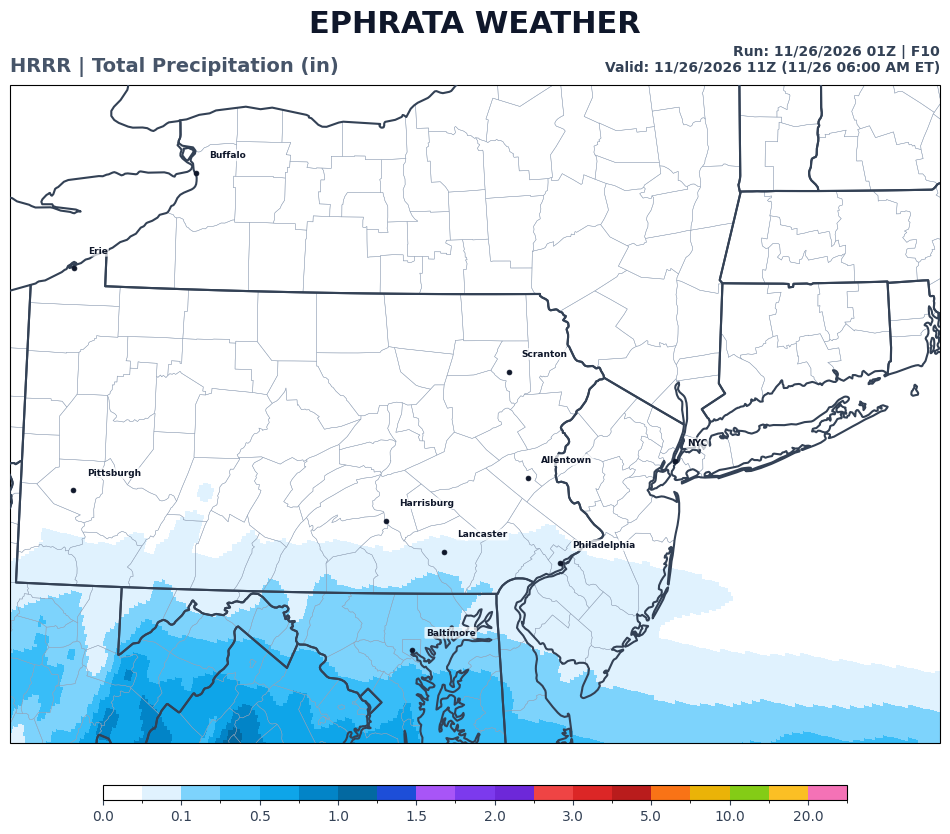 EPHRATA WEATHER
HRRR | Total Precipitation (in)
Run: 11/26/2026 01Z | F10
Valid: 11/26/2026 11Z (11/26 06:00 AM ET)
Buffalo
Erie
Scranton
NYC
Allentown
Pittsburgh
Harrisburg
Lancaster
Philadelphia
Baltimore
0.0 0.1 0.5 1.0 1.5 2.0 3.0 5.0 10.0 20.0